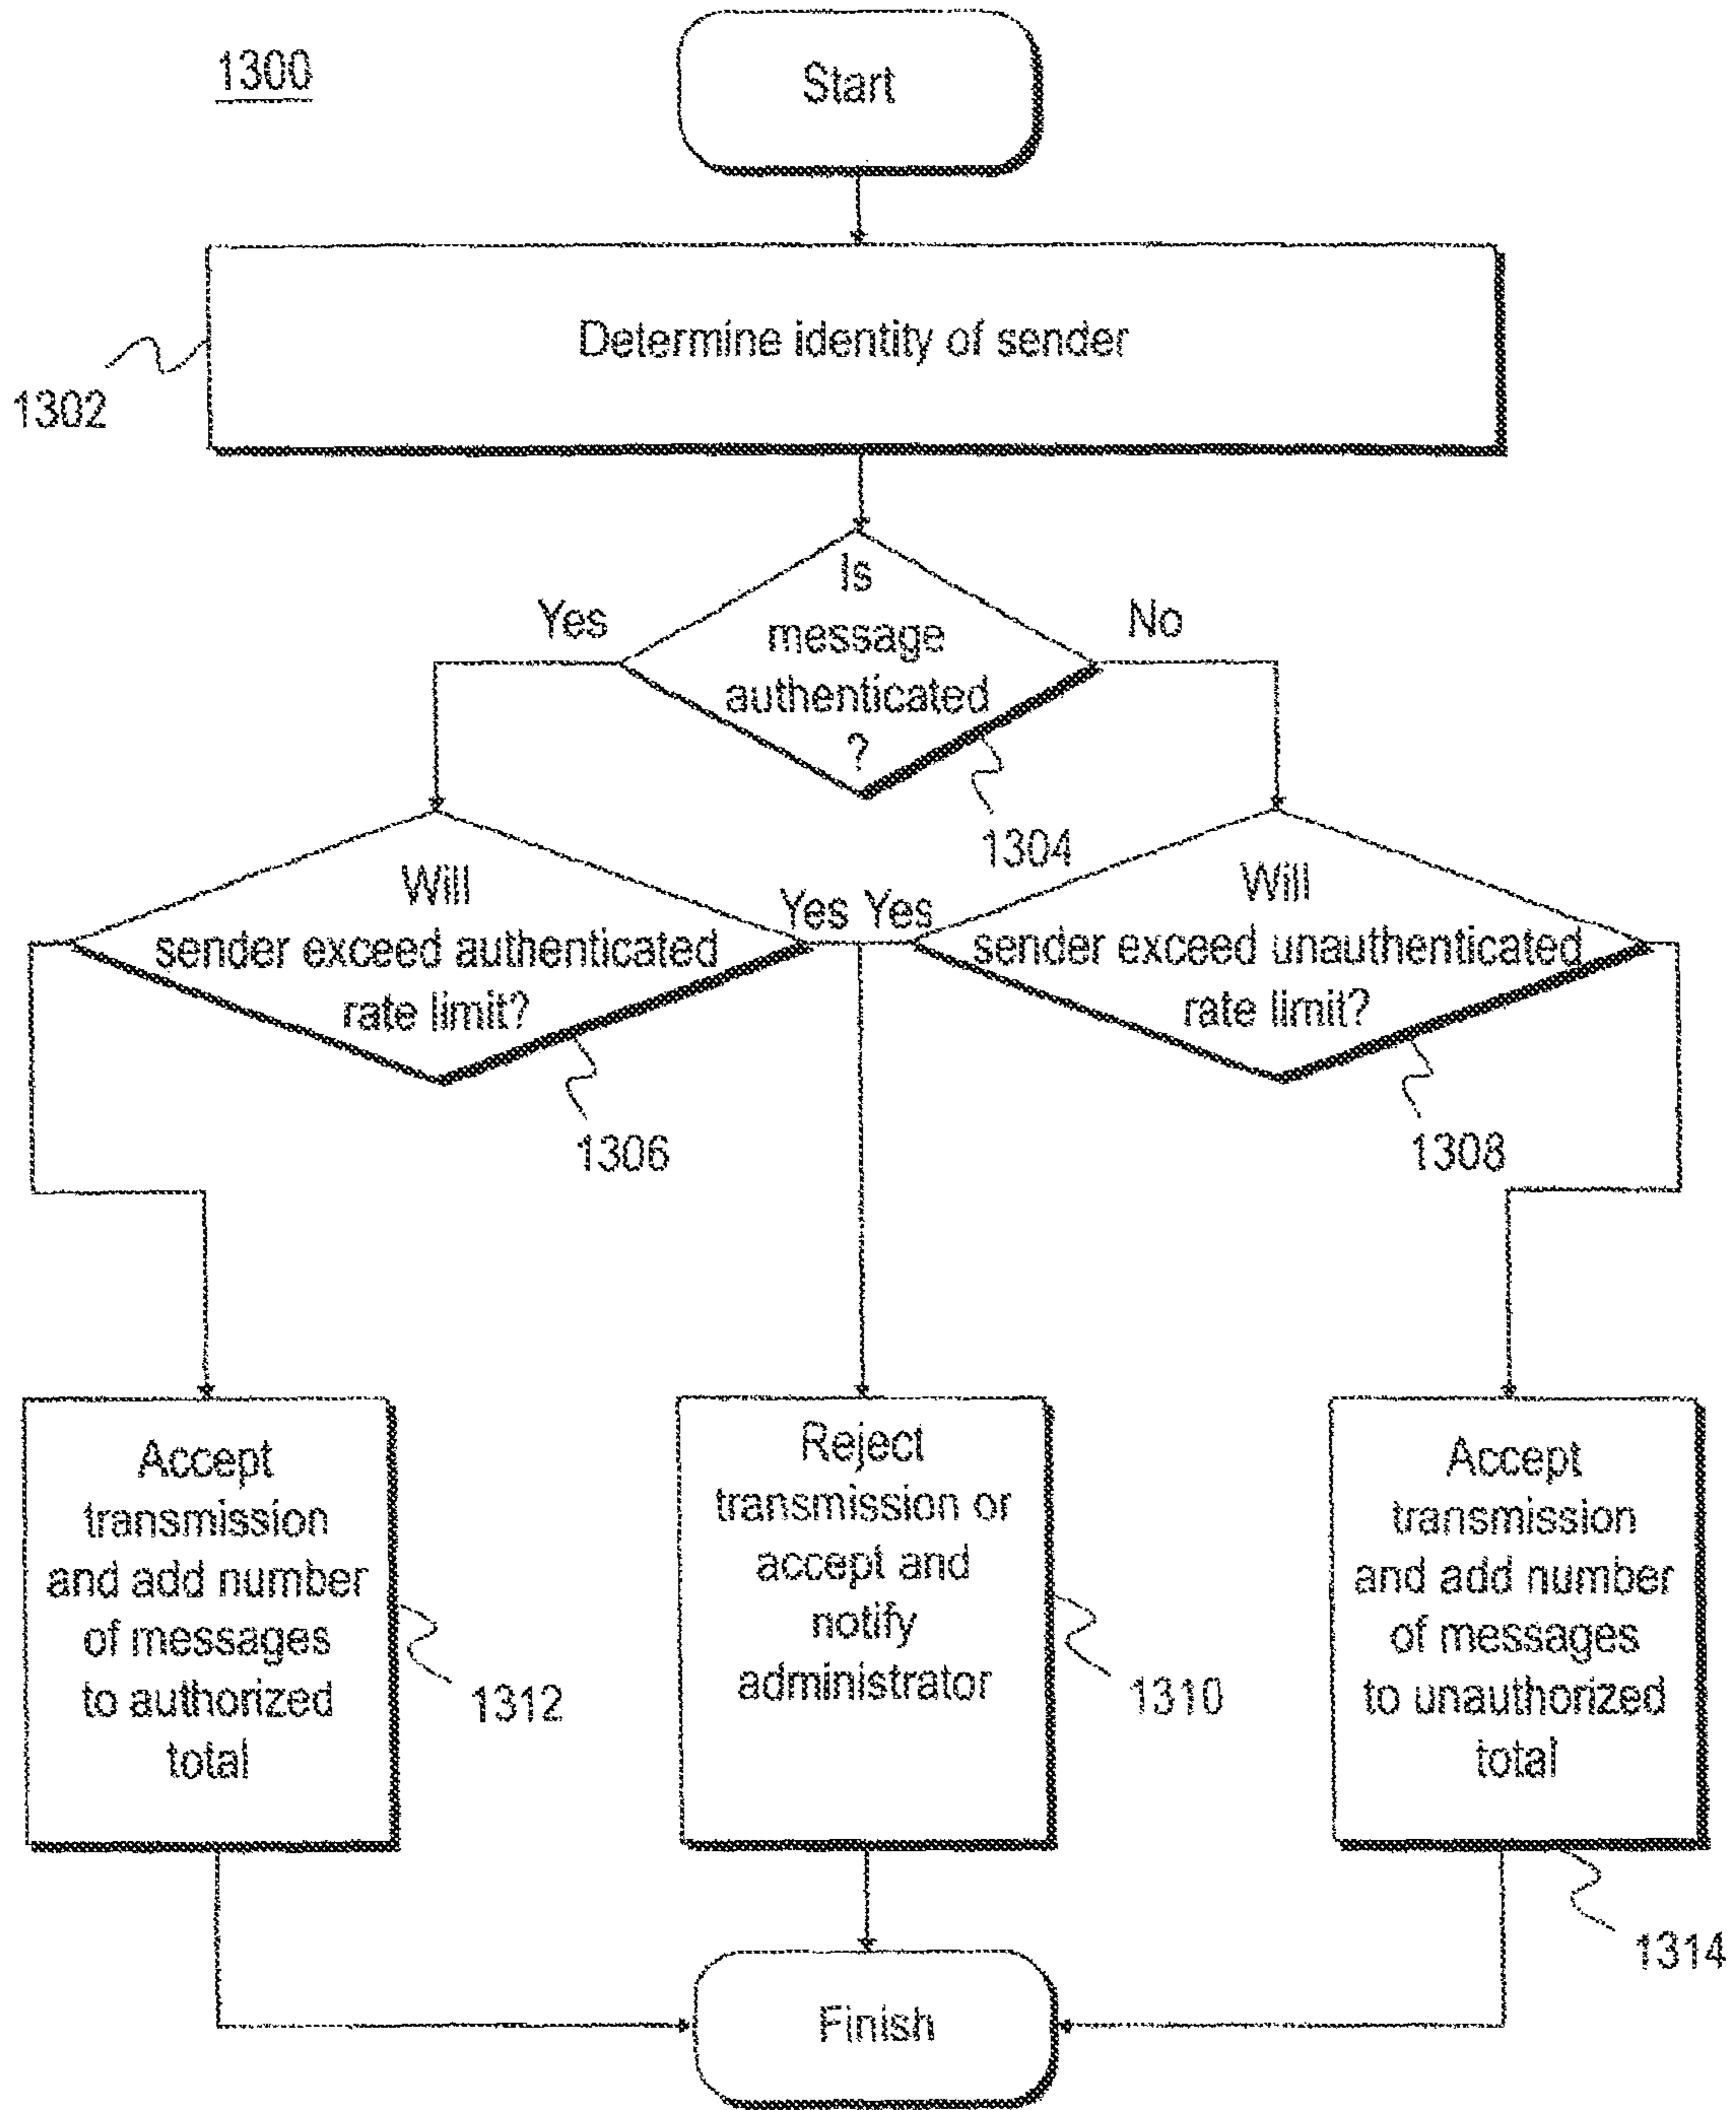 1300
Start
Determine identity of sender
1302
Is
message
authenticated
?
Yes
No
1304
Will
sender exceed authenticated
rate limit?
Yes Yes
Will
sender exceed unauthenticated
rate limit?
1306
1308
Accept
transmission
and add number
of messages
to authorized
total
1312
Reject
transmission or
accept and
notify
administrator
1310
Accept
transmission
and add number
of messages
to unauthorized
total
1314
Finish